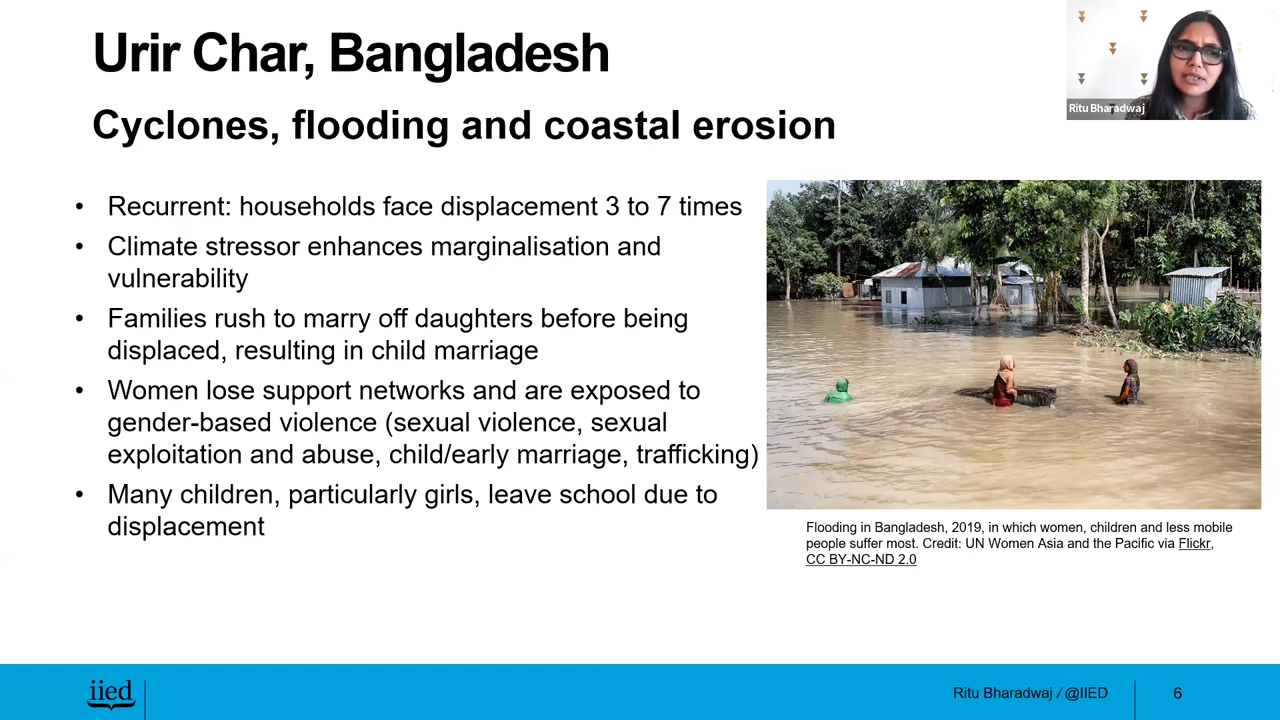 Urir Char, Bangladesh
Cyclones, flooding and coastal erosion
Ritu Bharadwaj
• Recurrent: households face displacement 3 to 7 times
• Climate stressor enhances marginalisation and
vulnerability
• Families rush to marry off daughters before being
displaced, resulting in child marriage
• Women lose support networks and are exposed to
gender-based violence (sexual violence, sexual
exploitation and abuse, child/early marriage, trafficking)
• Many children, particularly girls, leave school due to
displacement
Flooding in Bangladesh, 2019, in which women, children and less mobile
people suffer most. Credit: UN Women Asia and the Pacific via Flickr,
CC BY-NC-ND 2.0
iied
Ritu Bharadwaj / @IIED
6